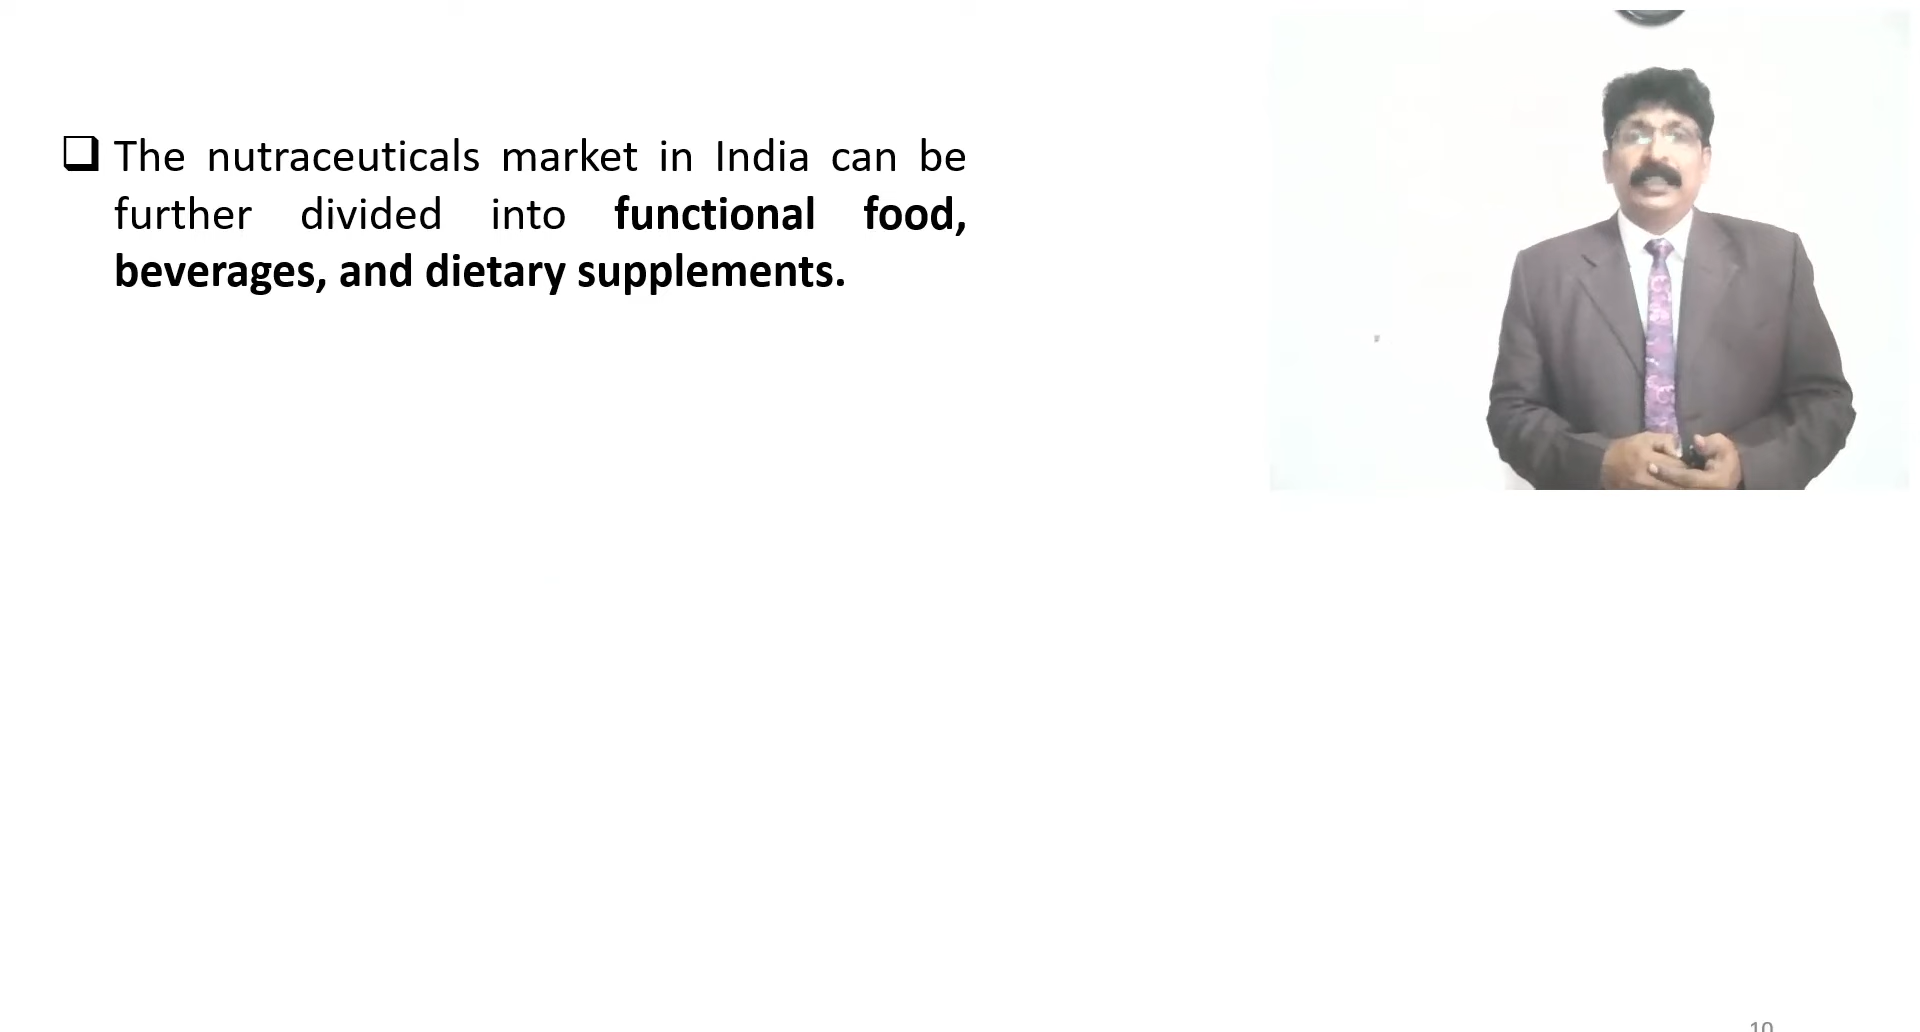 The nutraceuticals market in India can be
further divided into functional food,
beverages, and dietary supplements.
10